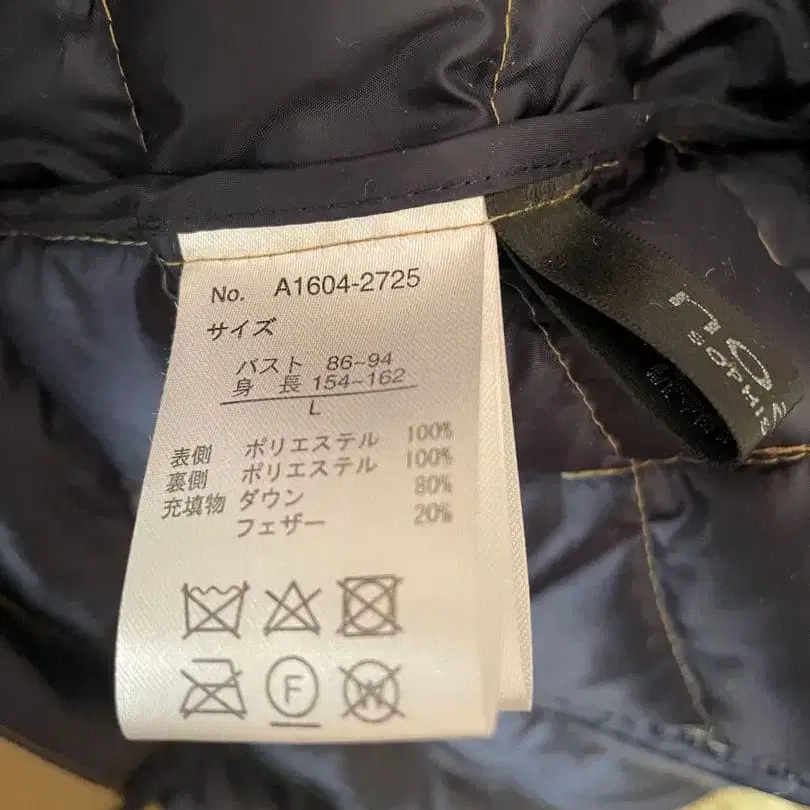 No. A1604-2725
サイズ
バスト 86~94
身 長 154~162
L
表側 ポリエステル 100%
裏側 ポリエステル 100%
充填物 ダウン 80%
フェザー 20%
F
W